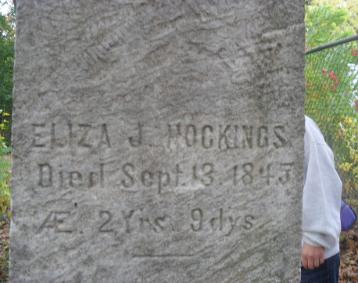 ELIZA J. HOCKINGS
Died Sept. 13. 1843
Æ. 2 Yrs. 9 dys